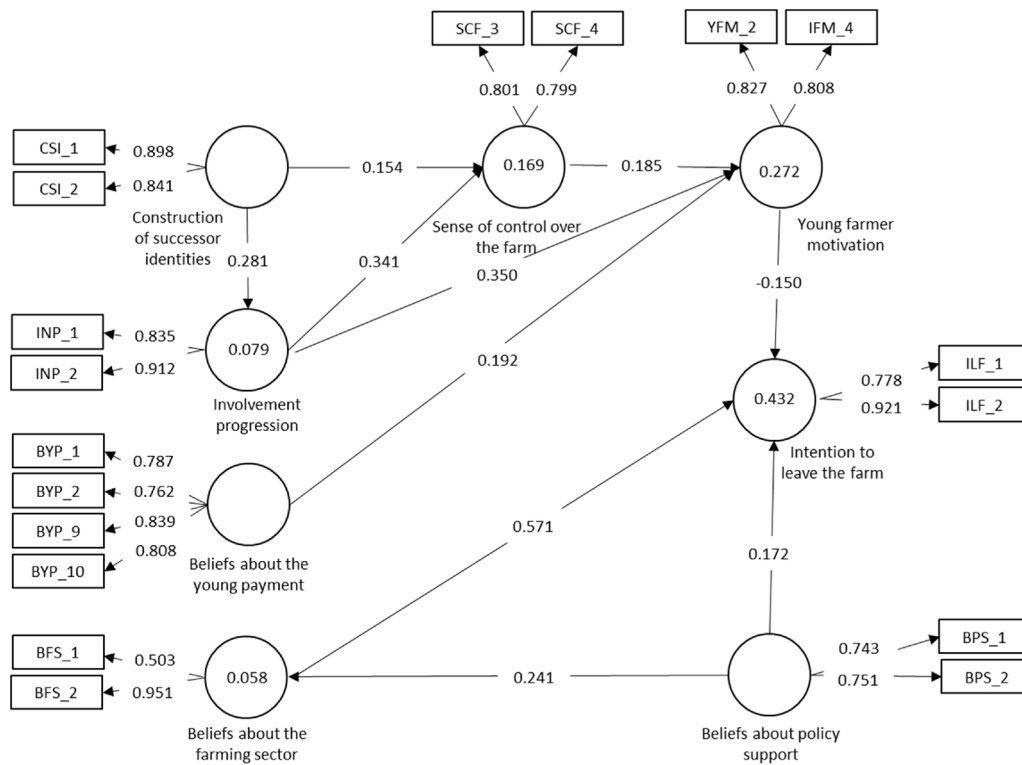 SCF_3
SCF_4
YFM_2
IFM_4
0.801
0.799
0.827
0.808
CSI_1
0.898
CSI_2
0.841
0.154
0.169
0.185
0.272
Construction
of successor
identities
Sense of control over
the farm
Young farmer
motivation
0.281
0.341
0.350
-0.150
INP_1
0.835
INP_2
0.912
0.079
Involvement
progression
0.192
0.432
0.778
0.921
ILF_1
ILF_2
Intention to
leave the farm
BYP_1
0.787
BYP_2
0.762
BYP_9
0.839
BYP_10
0.808
Beliefs about the
young payment
0.571
0.172
BFS_1
0.503
BFS_2
0.951
0.058
Beliefs about the
farming sector
0.241
0.743
0.751
BPS_1
BPS_2
Beliefs about policy
support